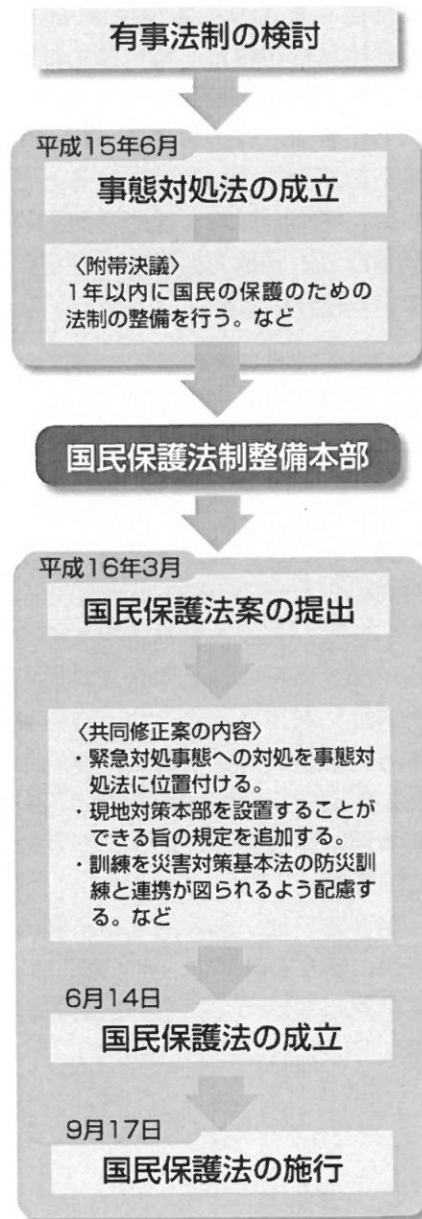 有事法制の検討
平成15年6月
事態対処法の成立
〈附帯決議〉
1年以内に国民の保護のための
法制の整備を行う。など
国民保護法制整備本部
平成16年3月
国民保護法案の提出
〈共同修正案の内容〉
・緊急対処事態への対処を事態対
処法に位置付ける。
・現地対策本部を設置することが
できる旨の規定を追加する。
・訓練を災害対策基本法の防災訓
練と連携が図られるよう配慮す
る。など
6月14日
国民保護法の成立
9月17日
国民保護法の施行